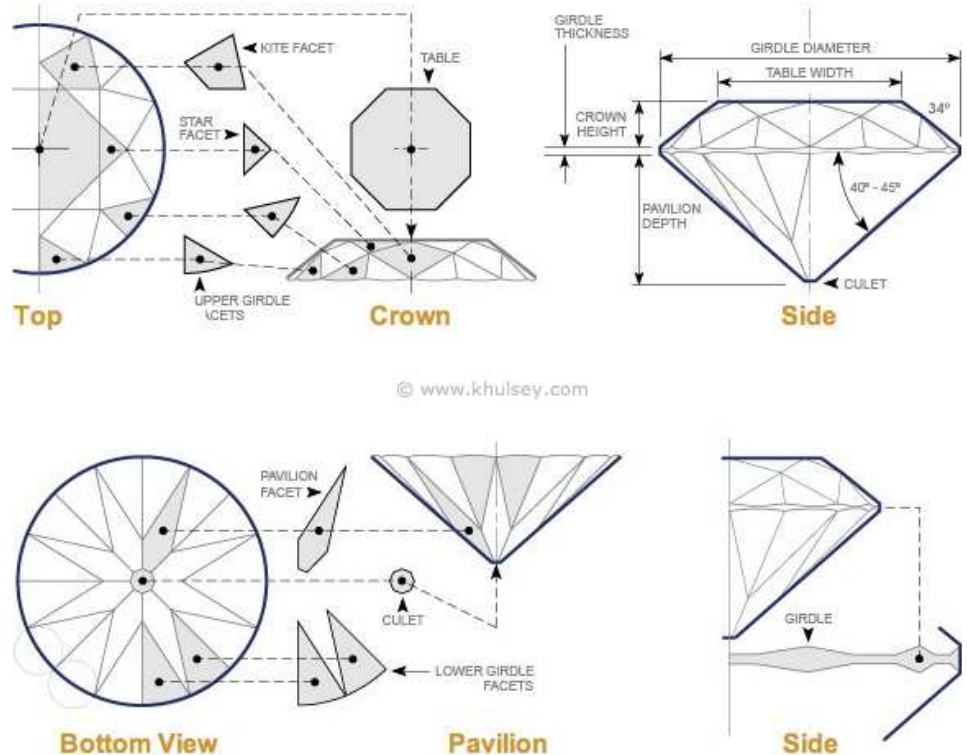 GIRDLE
THICKNESS
KITE FACET
TABLE
GIRDLE DIAMETER
TABLE WIDTH
STAR
FACET
CROWN
HEIGHT
34º
40º - 45º
PAVILION
DEPTH
CULET
UPPER GIRDLE
ACETS
Top
Crown
Side
© www.khulsey.com
PAVILION
FACET
CULET
GIRDLE
LOWER GIRDLE
FACETS
Bottom View
Pavilion
Side